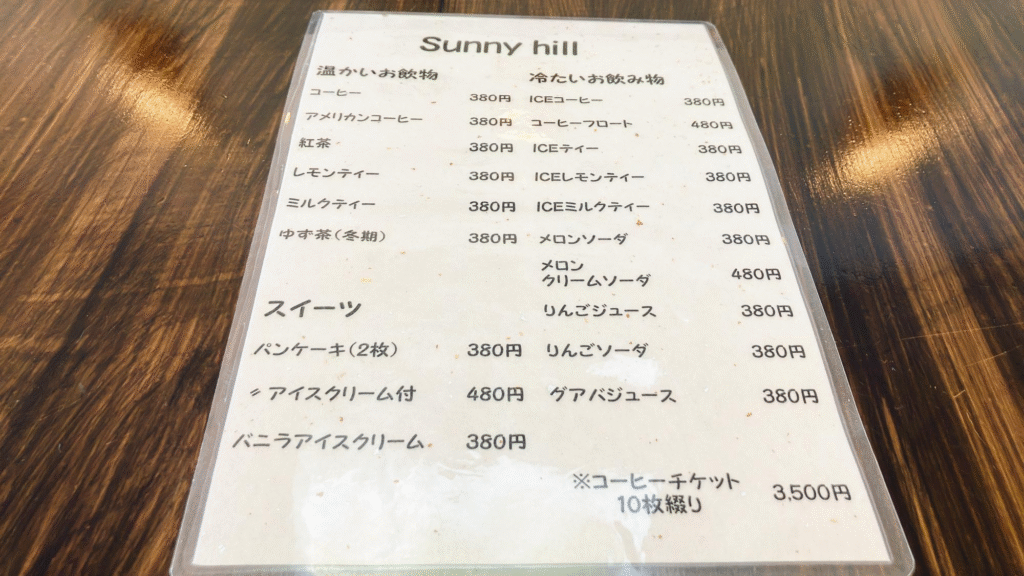 Sunny hill
温かいお飲物
コーヒー 380円
アメリカンコーヒー 380円
紅茶 380円
レモンティー 380円
ミルクティー 380円
ゆず茶(冬期) 380円
スイーツ
パンケーキ(2枚) 380円
〃アイスクリーム付 480円
バニラアイスクリーム 380円
冷たいお飲み物
ICEコーヒー 380円
コーヒーフロート 480円
ICEティー 380円
ICEレモンティー 380円
ICEミルクティー 380円
メロンソーダ 380円
メロン
クリームソーダ 480円
りんごジュース 380円
りんごソーダ 380円
グアバジュース 380円
※コーヒーチケット
10枚綴り 3,500円